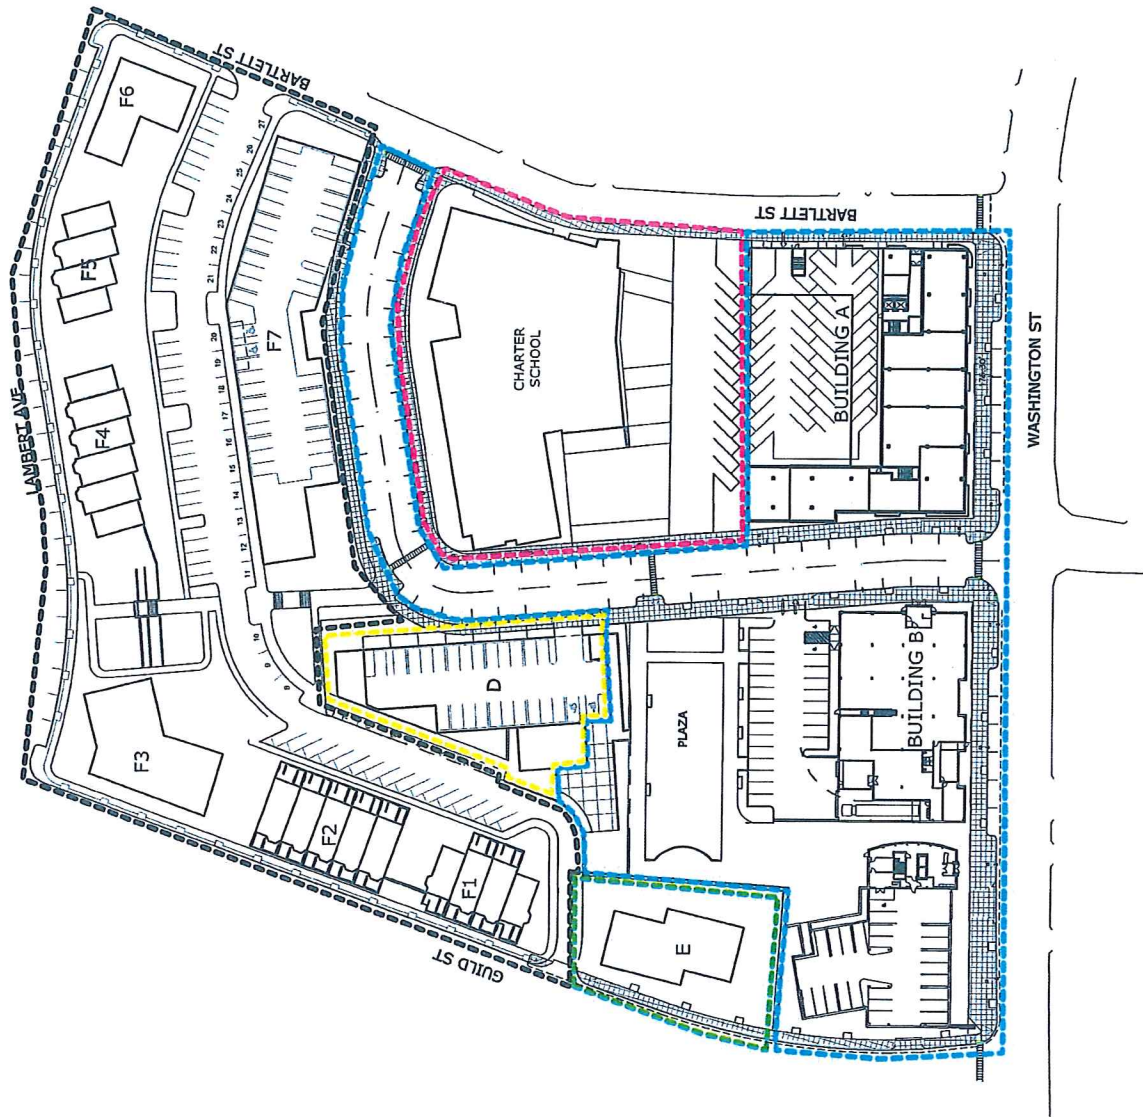 BARTLETT ST
F6
27
26
25
24
23
22
21
20
19
18
17
16
15
14
13
12
11
10
9
8
F5
F7
LAMBERT AVE
F4
BARTLETT ST
CHARTER
SCHOOL
BUILDING A
WASHINGTON ST
F3
D
PLAZA
BUILDING B
F2
F1
E
GUILD ST